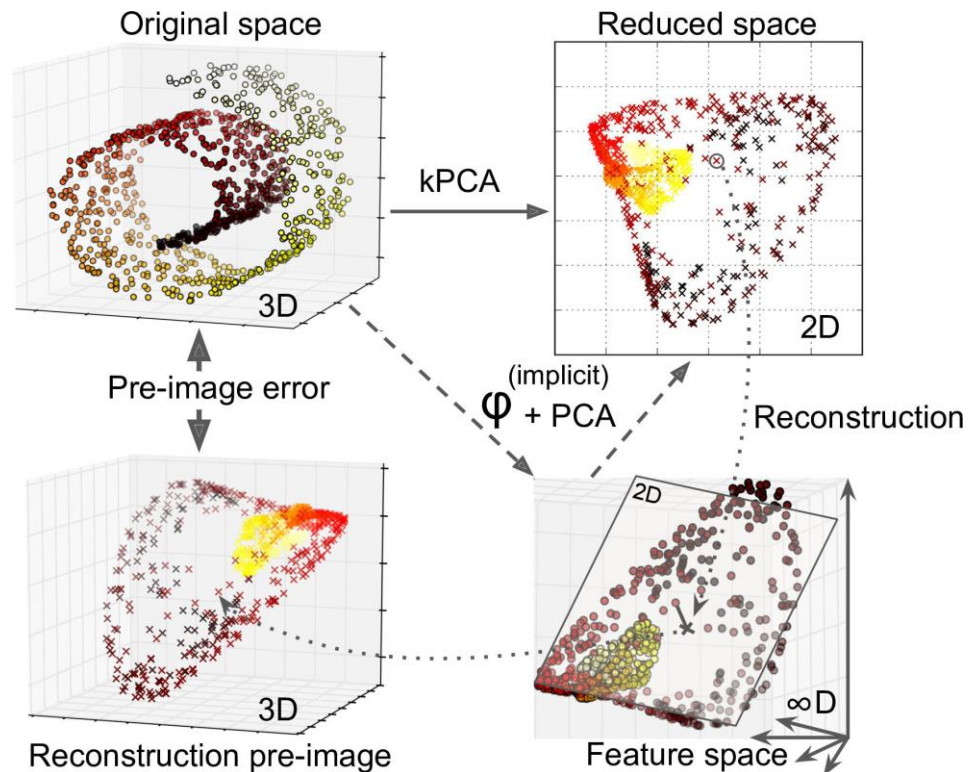 Original space
Reduced space
kPCA
3D
2D
Pre-image error
(implicit)
φ + PCA
Reconstruction
2D
3D
∞D
Reconstruction pre-image
Feature space